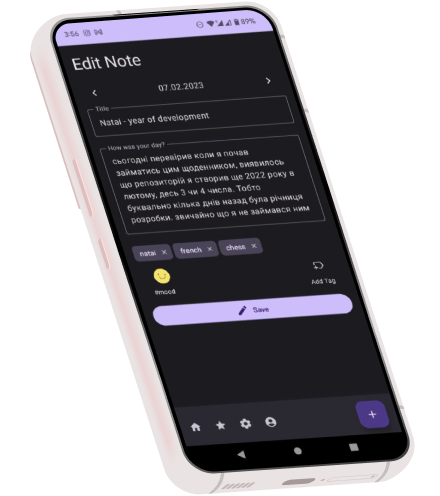 3:56 89%
Edit Note
07.02.2023
Title
Natai - year of development
How was your day?
сьогодні перевірив коли я почав
займатись цим щоденником, виявилось
що репозиторій я створив ще 2022 року в
лютому, десь 3 чи 4 числа. Тобто
буквально кілька днів назад була річниця
розробки. звичайно що я не займався ним
natai × french × chess ×
#mood Add Tag
Save